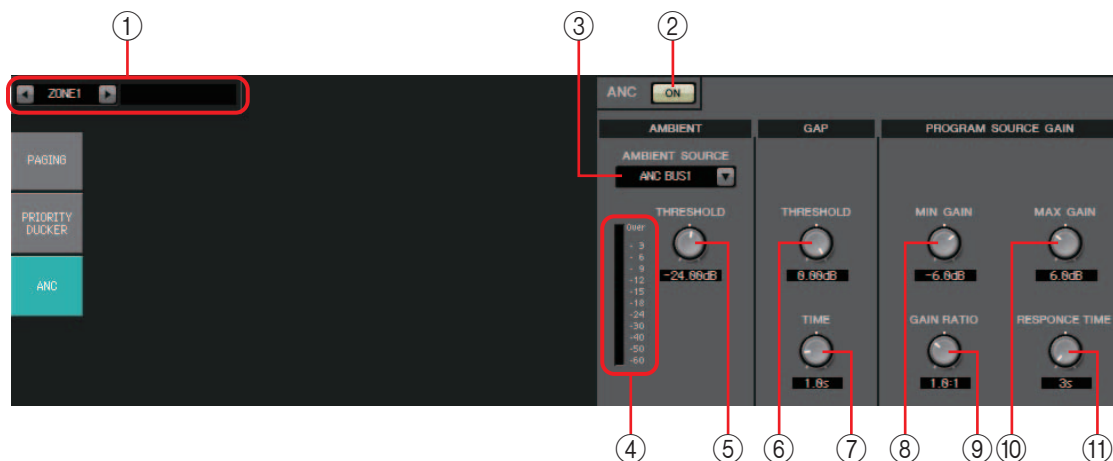 ① ② ③
ZONE1
ANC ON
AMBIENT GAP PROGRAM SOURCE GAIN
PAGING
AMBIENT SOURCE
ANC BUS1
PRIORITY
DUCKER
THRESHOLD THRESHOLD MIN GAIN MAX GAIN
Over
- 3
- 6
- 9
-12
-15
-18
-24
-30
-40
-50
-60
-24.00dB 0.00dB -6.0dB 6.0dB
ANC
TIME GAIN RATIO RESPONCE TIME
1.0s 1.0:1 3s
④ ⑤ ⑥ ⑦ ⑧ ⑨ ⑩ ⑪